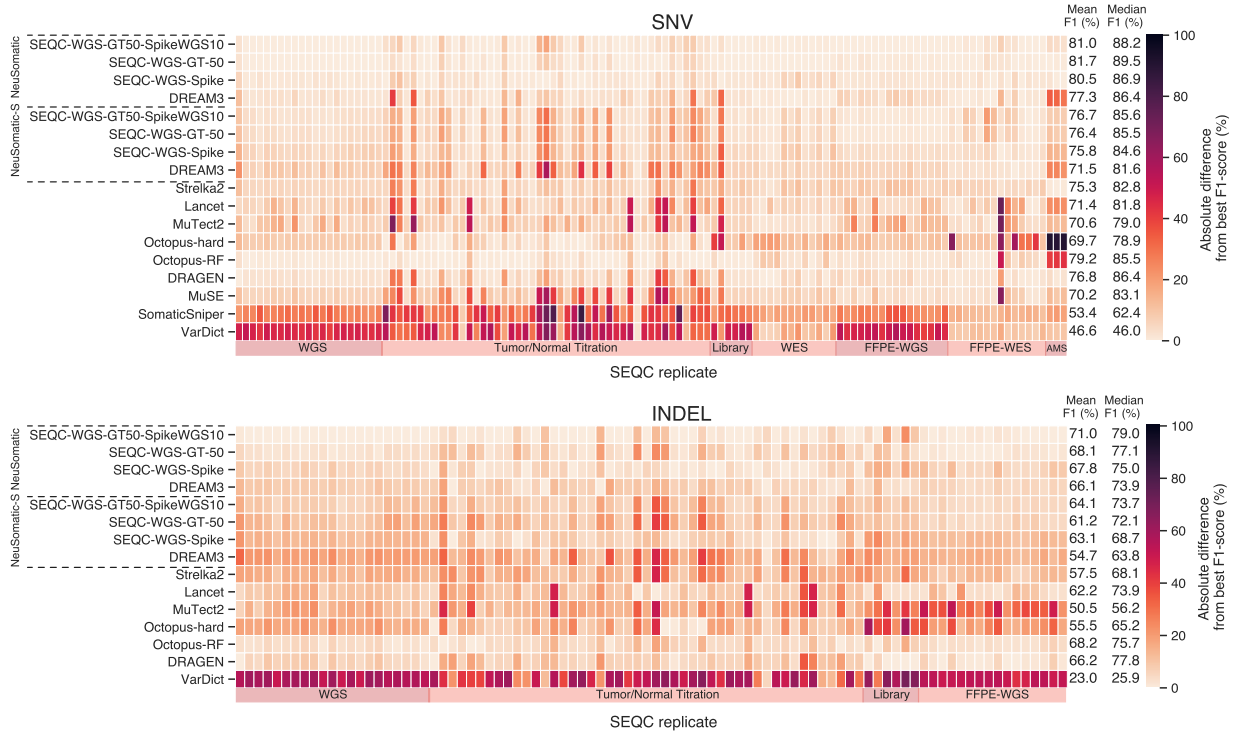 SNV
Mean Median
F1 (%) F1 (%)
NeuSomatic
NeuSomatic-S
SEQC-WGS-GT50-SpikeWGS10 81.0 88.2
SEQC-WGS-GT-50 81.7 89.5
SEQC-WGS-Spike 80.5 86.9
DREAM3 77.3 86.4
SEQC-WGS-GT50-SpikeWGS10 76.7 85.6
SEQC-WGS-GT-50 76.4 85.5
SEQC-WGS-Spike 75.8 84.6
DREAM3 71.5 81.6
Strelka2 75.3 82.8
Lancet 71.4 81.8
MuTect2 70.6 79.0
Octopus-hard 69.7 78.9
Octopus-RF 79.2 85.5
DRAGEN 76.8 86.4
MuSE 70.2 83.1
SomaticSniper 53.4 62.4
VarDict 46.6 46.0
WGS Tumor/Normal Titration Library WES FFPE-WGS FFPE-WES AMS
SEQC replicate
100
80
60
40
20
0
Absolute difference
from best F1-score (%)
INDEL
Mean Median
F1 (%) F1 (%)
NeuSomatic
NeuSomatic-S
SEQC-WGS-GT50-SpikeWGS10 71.0 79.0
SEQC-WGS-GT-50 68.1 77.1
SEQC-WGS-Spike 67.8 75.0
DREAM3 66.1 73.9
SEQC-WGS-GT50-SpikeWGS10 64.1 73.7
SEQC-WGS-GT-50 61.2 72.1
SEQC-WGS-Spike 63.1 68.7
DREAM3 54.7 63.8
Strelka2 57.5 68.1
Lancet 62.2 73.9
MuTect2 50.5 56.2
Octopus-hard 55.5 65.2
Octopus-RF 68.2 75.7
DRAGEN 66.2 77.8
VarDict 23.0 25.9
WGS Tumor/Normal Titration Library FFPE-WGS
SEQC replicate
100
80
60
40
20
0
Absolute difference
from best F1-score (%)